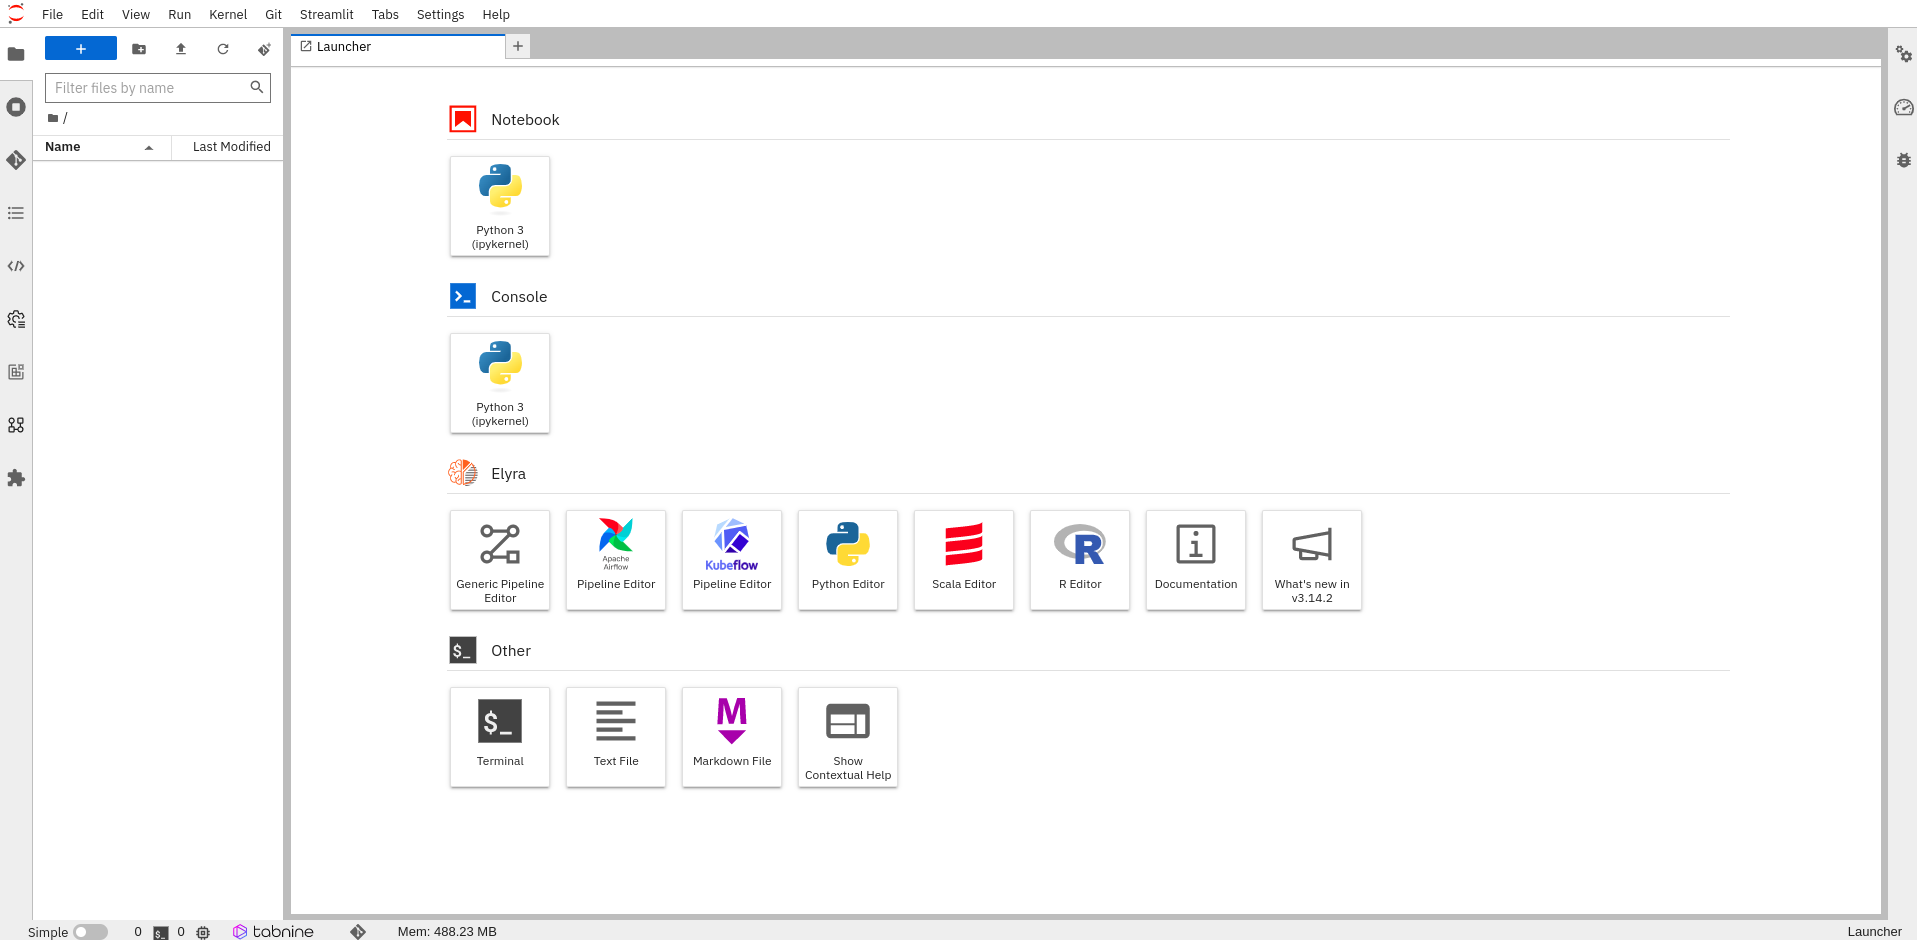 File Edit View Run Kernel Git Streamlit Tabs Settings Help
Launcher
Filter files by name
/
Name Last Modified
Notebook
Python 3
(ipykernel)
>_ Console
Python 3
(ipykernel)
Elyra
Generic Pipeline
Editor
Apache
Airflow
Pipeline Editor
Kubeflow
Pipeline Editor
Python Editor
Scala Editor
R
R Editor
i
Documentation
What's new in
v3.14.2
$_ Other
$_
Terminal
Text File
M
Markdown File
Show
Contextual Help
Simple 0 $_ 0 tabnine Mem: 488.23 MB Launcher